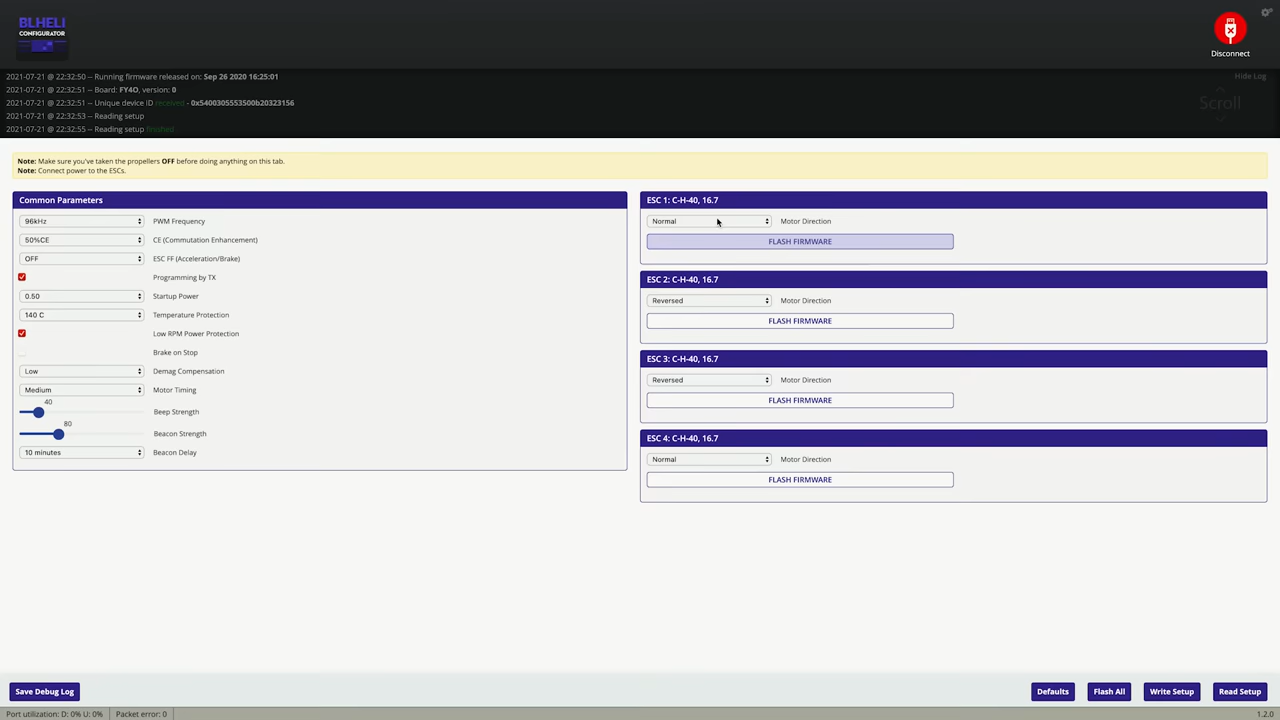 BLHELI
CONFIGURATOR
Disconnect
2021-07-21 @ 22:32:50 -- Running firmware released on: Sep 26 2020 16:25:01
2021-07-21 @ 22:32:51 -- Board: FY4O, version: 0
2021-07-21 @ 22:32:51 -- Unique device ID received - 0x5400305553500b20323156
2021-07-21 @ 22:32:53 -- Reading setup
2021-07-21 @ 22:32:55 -- Reading setup finished
Hide Log
Scroll
Note: Make sure you've taken the propellers OFF before doing anything on this tab.
Note: Connect power to the ESCs.
Common Parameters
96kHz PWM Frequency
50%CE CE (Commutation Enhancement)
OFF ESC FF (Acceleration/Brake)
Programming by TX
0.50 Startup Power
140 C Temperature Protection
Low RPM Power Protection
Brake on Stop
Low Demag Compensation
Medium Motor Timing
40
Beep Strength
80
Beacon Strength
10 minutes Beacon Delay
ESC 1: C-H-40, 16.7
Normal Motor Direction
FLASH FIRMWARE
ESC 2: C-H-40, 16.7
Reversed Motor Direction
FLASH FIRMWARE
ESC 3: C-H-40, 16.7
Reversed Motor Direction
FLASH FIRMWARE
ESC 4: C-H-40, 16.7
Normal Motor Direction
FLASH FIRMWARE
Save Debug Log
Defaults
Flash All
Write Setup
Read Setup
Port utilization: D: 0% U: 0% Packet error: 0
1.2.0